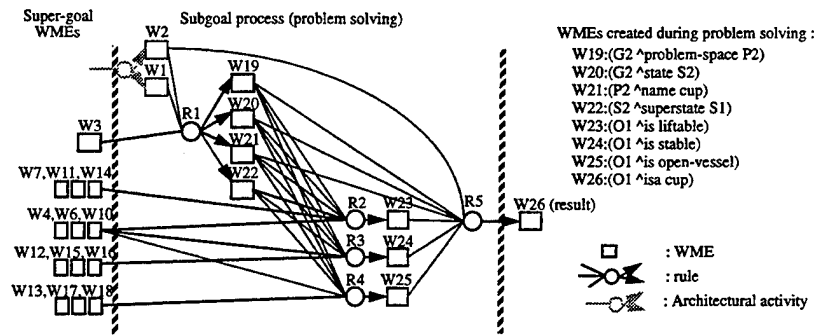 Super-goal
WMEs
Subgoal process (problem solving)
WMEs created during problem solving :
W19:(G2 ^problem-space P2)
W20:(G2 ^state S2)
W21:(P2 ^name cup)
W22:(S2 ^superstate S1)
W23:(O1 ^is liftable)
W24:(O1 ^is stable)
W25:(O1 ^is open-vessel)
W26:(O1 ^isa cup)
W2
W1
W19
R1
W20
W3
W21
W22
W7,W11,W14
R2
W23
R5
W26 (result)
W4,W6,W10
R3
W24
W12,W15,W16
R4
W25
W13,W17,W18
: WME
: rule
: Architectural activity